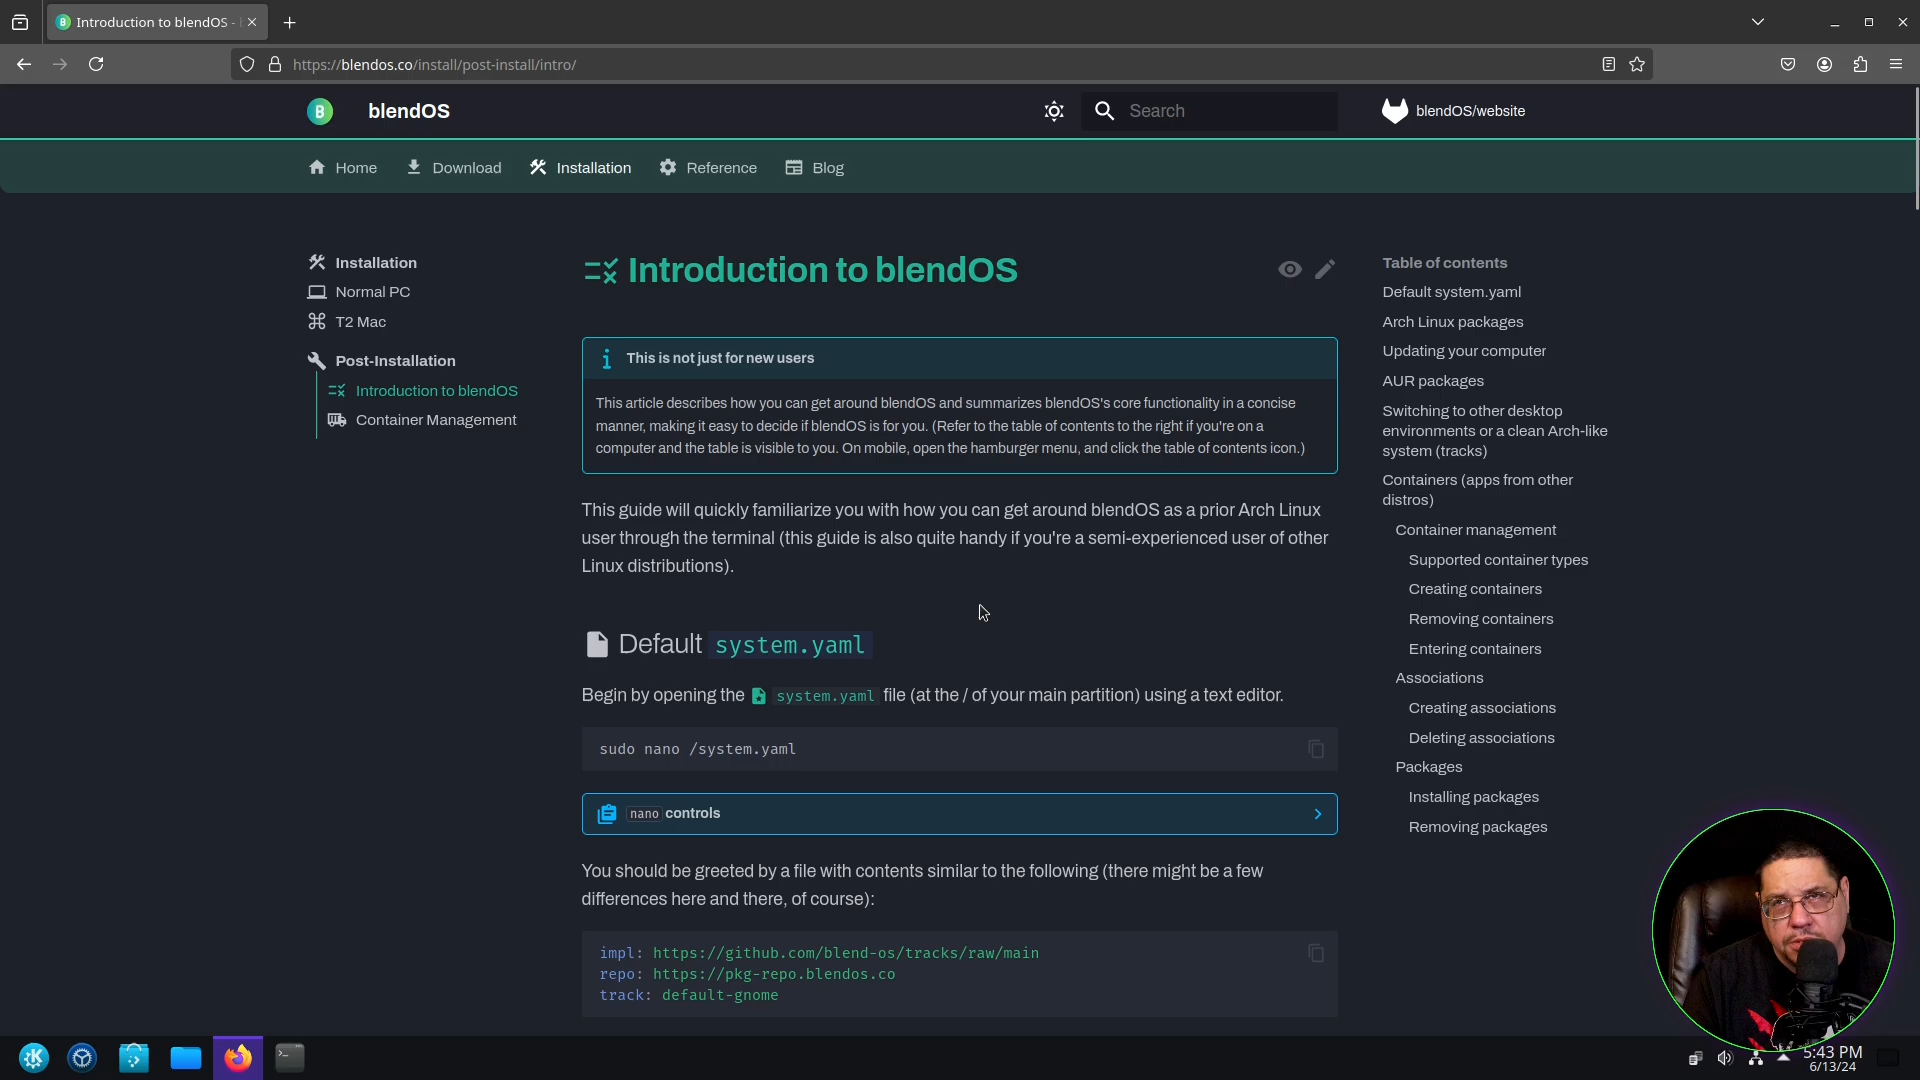 Introduction to blendOS -
https://blendos.co/install/post-install/intro/
B
blendOS
Search
blendOS/website
Home
Download
Installation
Reference
Blog
Installation
Normal PC
T2 Mac
Post-Installation
Introduction to blendOS
Container Management
Introduction to blendOS
This is not just for new users
This article describes how you can get around blendOS and summarizes blendOS's core functionality in a concise
manner, making it easy to decide if blendOS is for you. (Refer to the table of contents to the right if you're on a
computer and the table is visible to you. On mobile, open the hamburger menu, and click the table of contents icon.)
This guide will quickly familiarize you with how you can get around blendOS as a prior Arch Linux
user through the terminal (this guide is also quite handy if you're a semi-experienced user of other
Linux distributions).
Default system.yaml
Begin by opening the system.yaml file (at the / of your main partition) using a text editor.
sudo nano /system.yaml
nano controls
You should be greeted by a file with contents similar to the following (there might be a few
differences here and there, of course):
impl: https://github.com/blend-os/tracks/raw/main
repo: https://pkg-repo.blendos.co
track: default-gnome
Table of contents
Default system.yaml
Arch Linux packages
Updating your computer
AUR packages
Switching to other desktop
environments or a clean Arch-like
system (tracks)
Containers (apps from other
distros)
Container management
Supported container types
Creating containers
Removing containers
Entering containers
Associations
Creating associations
Deleting associations
Packages
Installing packages
Removing packages
5:43 PM
6/13/24